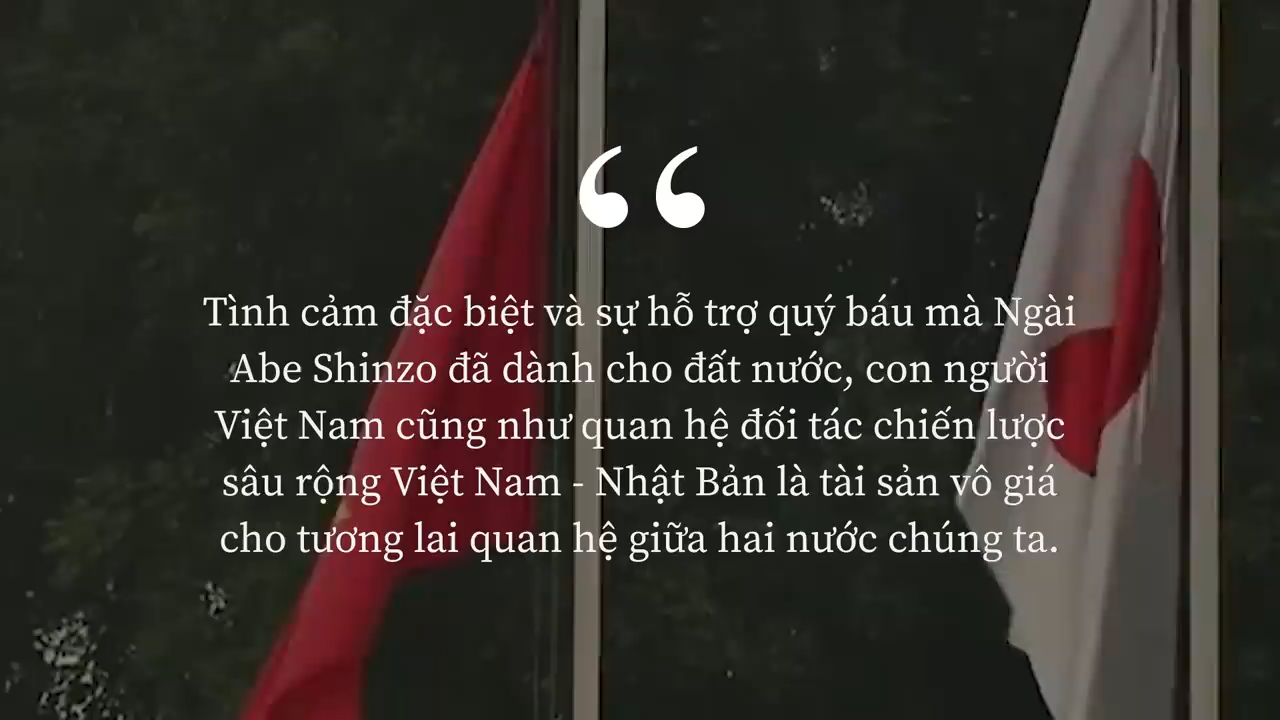 “
Tình cảm đặc biệt và sự hỗ trợ quý báu mà Ngài
Abe Shinzo đã dành cho đất nước, con người
Việt Nam cũng như quan hệ đối tác chiến lược
sâu rộng Việt Nam - Nhật Bản là tài sản vô giá
cho tương lai quan hệ giữa hai nước chúng ta.